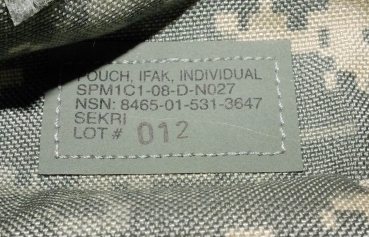 POUCH, IFAK, INDIVIDUAL
SPM1C1-08-D-N027
NSN: 8465-01-531-3647
SEKRI
LOT # 012